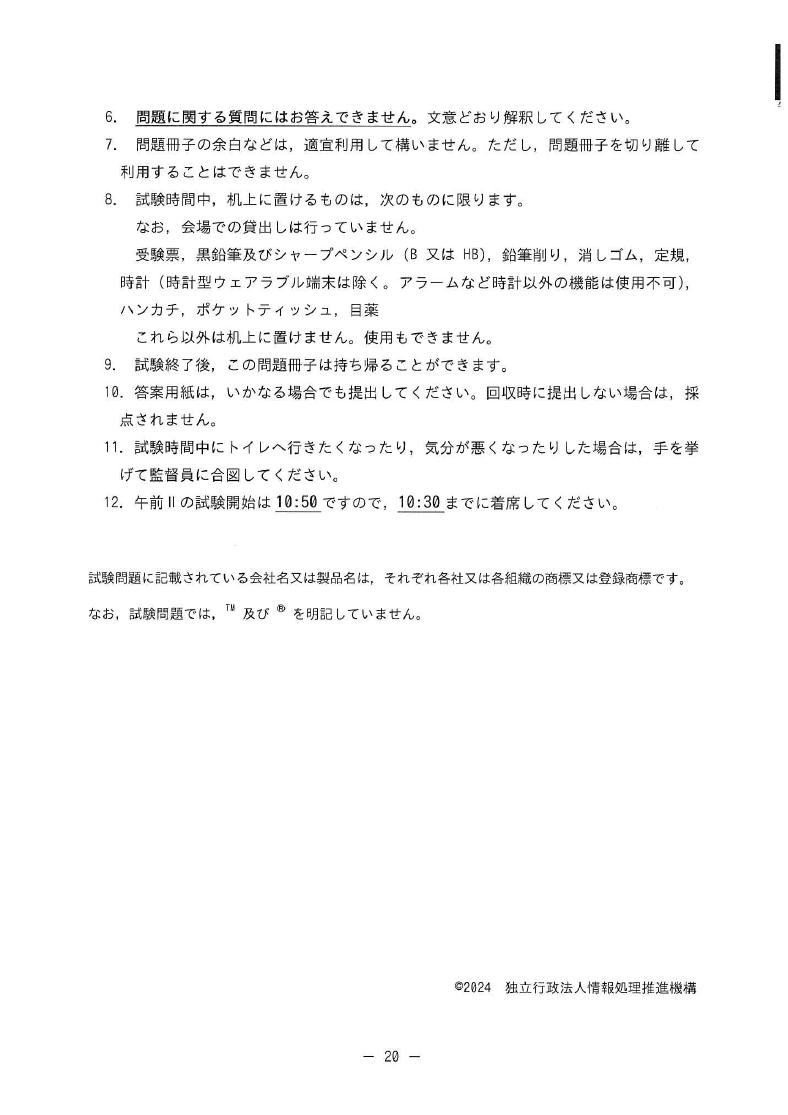 6. 問題に関する質問にはお答えできません。文意どおり解釈してください。
7. 問題冊子の余白などは，適宜利用して構いません。ただし，問題冊子を切り離して
利用することはできません。
8. 試験時間中，机上に置けるものは，次のものに限ります。
なお，会場での貸出しは行っていません。
受験票，黒鉛筆及びシャープペンシル（B 又は HB），鉛筆削り，消しゴム，定規，
時計（時計型ウェアラブル端末は除く。アラームなど時計以外の機能は使用不可），
ハンカチ，ポケットティッシュ，目薬
これら以外は机上に置けません。使用もできません。
9. 試験終了後，この問題冊子は持ち帰ることができます。
10. 答案用紙は，いかなる場合でも提出してください。回収時に提出しない場合は，採
点されません。
11. 試験時間中にトイレへ行きたくなったり，気分が悪くなったりした場合は，手を挙
げて監督員に合図してください。
12. 午前Ⅱの試験開始は 10:50 ですので，10:30 までに着席してください。
試験問題に記載されている会社名又は製品名は，それぞれ各社又は各組織の商標又は登録商標です。
なお，試験問題では，™ 及び ® を明記していません。
©2024 独立行政法人情報処理推進機構
― 20 ―